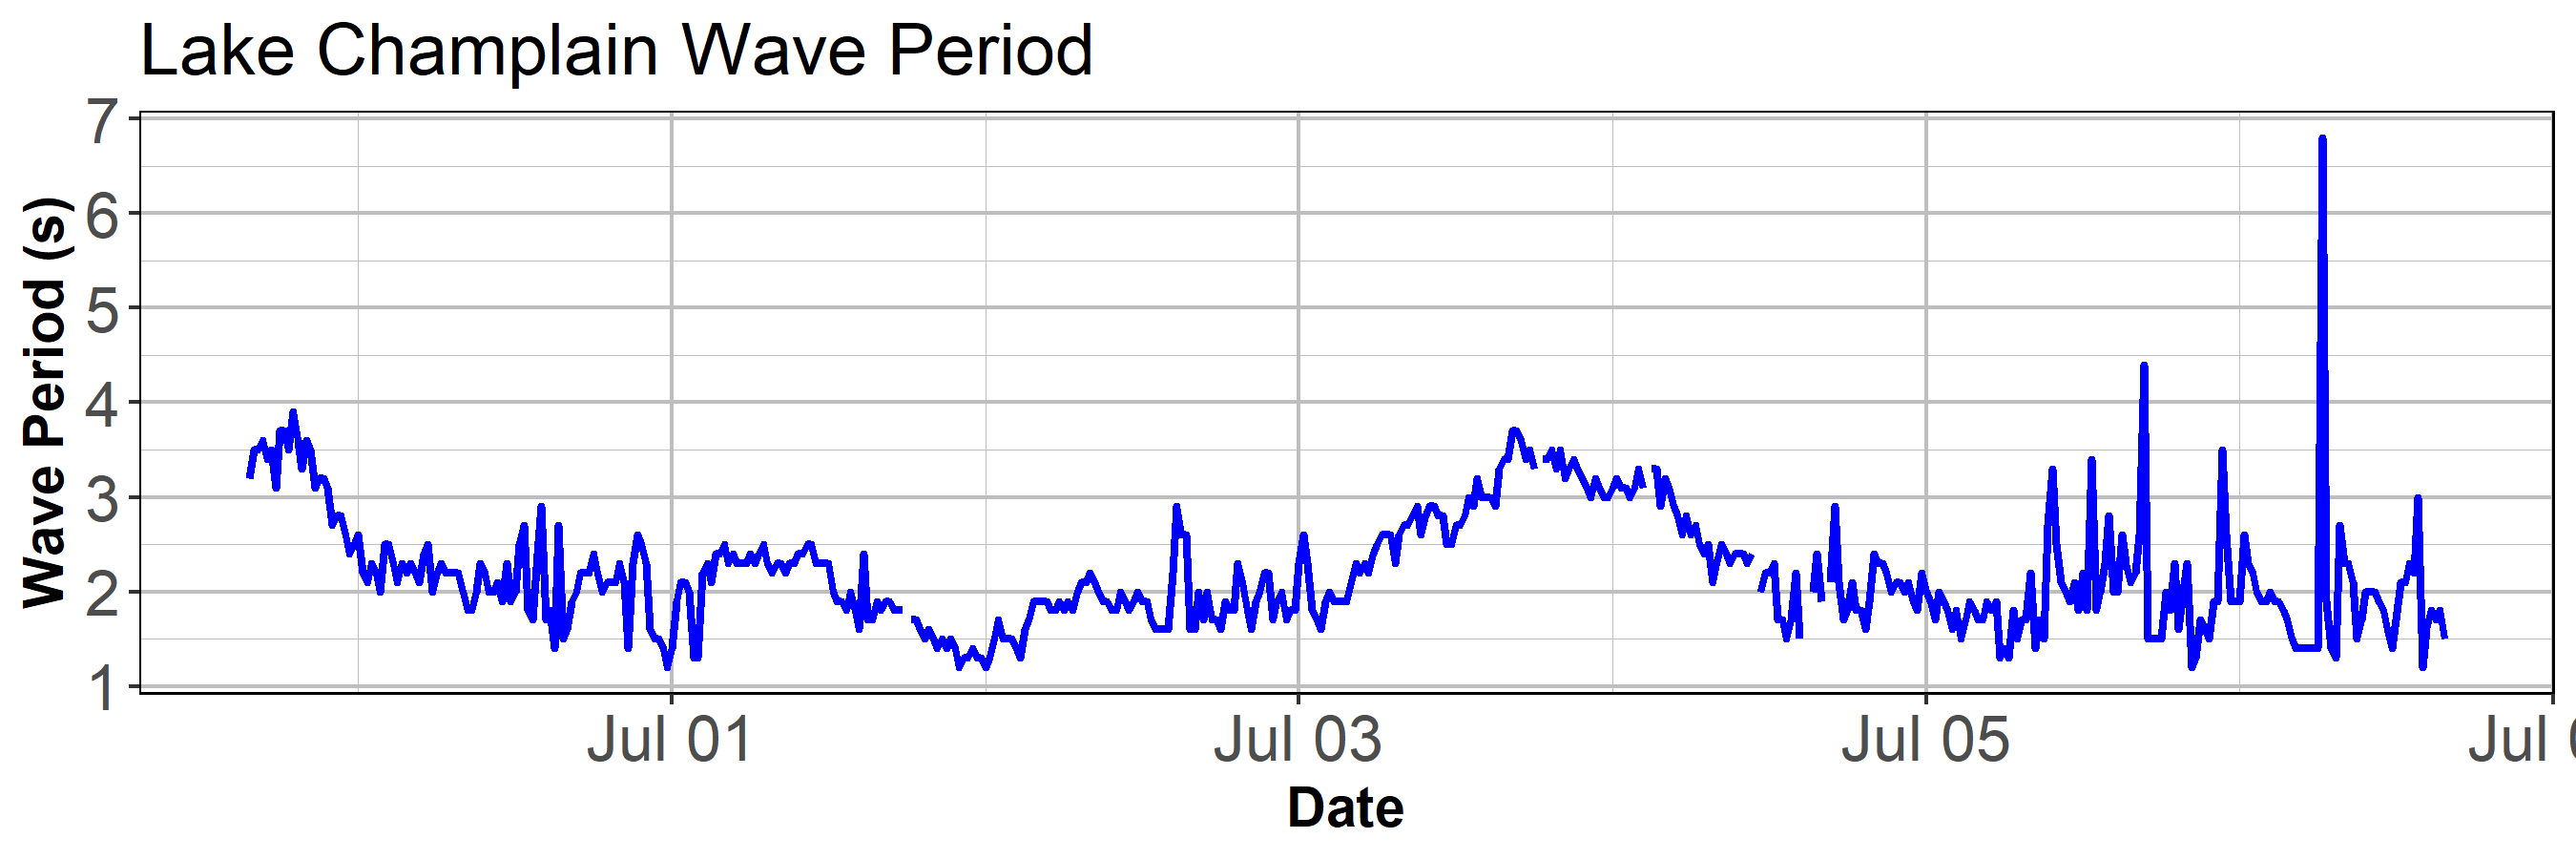 Lake Champlain Wave Period
Wave Period (s)
7
6
5
4
3
2
1
Jul 01
Jul 03
Jul 05
Jul
Date